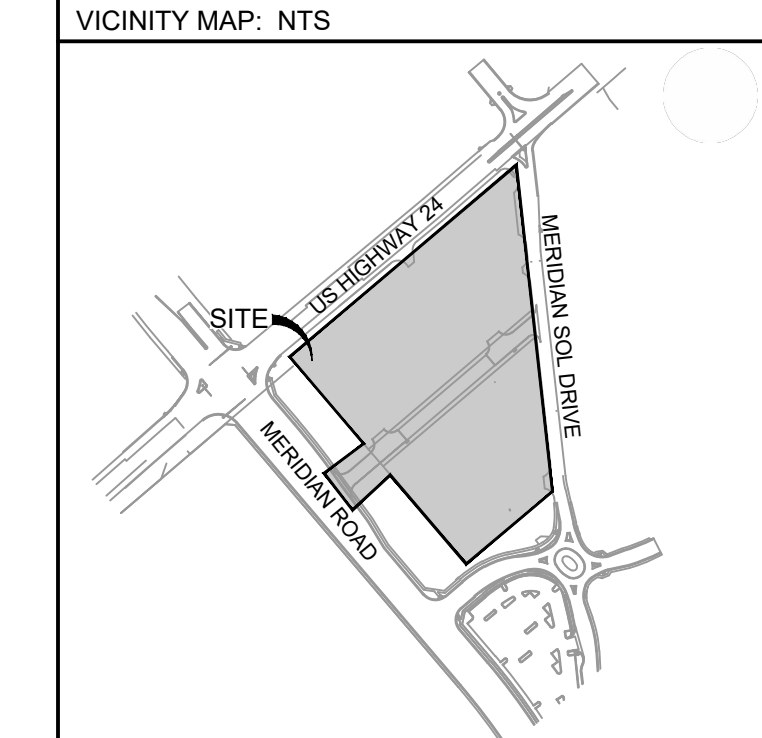 VICINITY MAP: NTS
US HIGHWAY 24
MERIDIAN SOL DRIVE
SITE
MERIDIAN ROAD